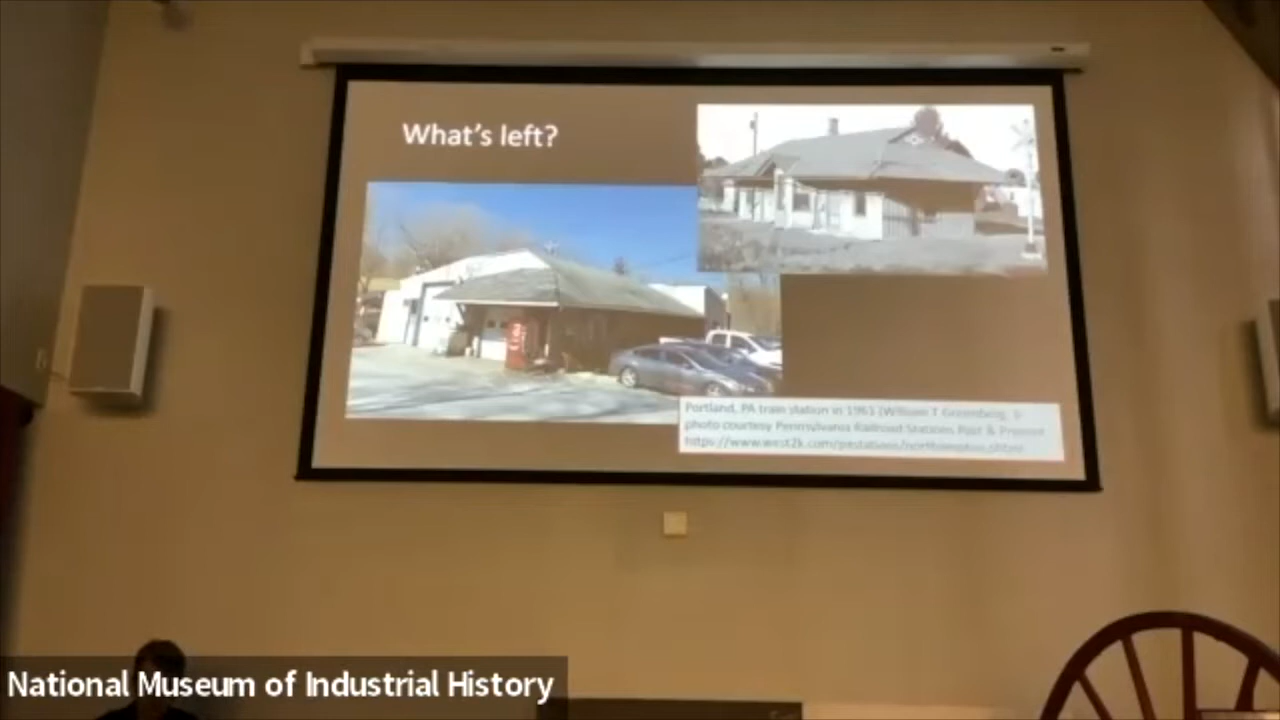 What's left?
Portland, PA train station in 1961 (William T Greenberg, Jr
photo courtesy Pennsylvania Railroad Stations Past & Present
https://www.west2k.com/pastations/northampton.shtml
National Museum of Industrial History